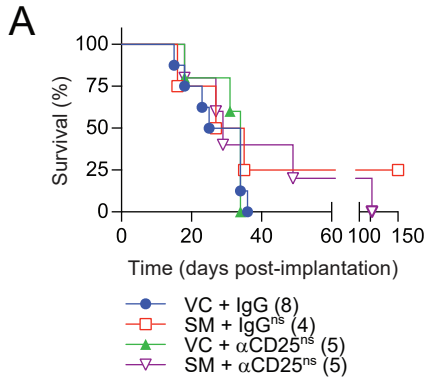 A
100
75
50
25
0
Survival (%)
0 20 40 60 100 150
Time (days post-implantation)
VC + IgG (8)
SM + IgGns (4)
VC + αCD25ns (5)
SM + αCD25ns (5)